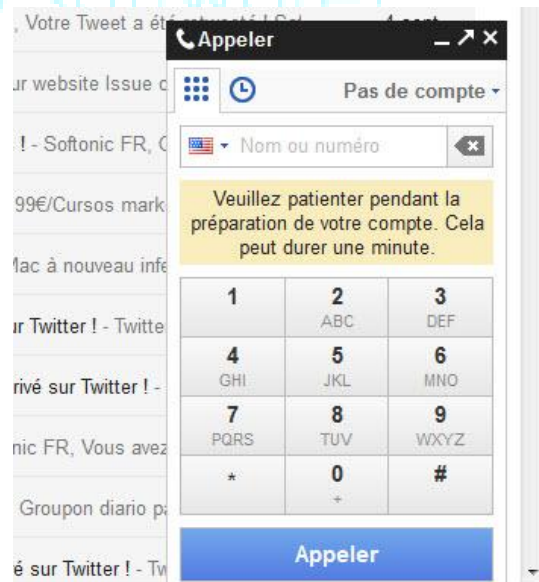 , Votre Tweet a été
Appeler
ur website Issue
Pas de compte
! - Softonic FR,
Nom ou numéro
99€/Cursos mark
Veuillez patienter pendant la
préparation de votre compte. Cela
peut durer une minute.
Mac à nouveau infe
1 2 3
ABC DEF
ur Twitter ! - Twitte
4 5 6
GHI JKL MNO
rivé sur Twitter ! -
7 8 9
PQRS TUV WXYZ
nic FR, Vous avez
* 0 #
+
Groupon diario pa
Appeler
é sur Twitter ! - Tw